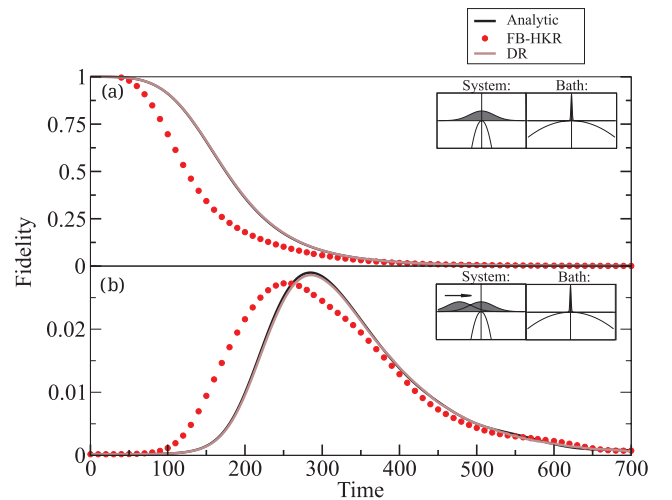 Analytic
FB-HKR
DR
1
(a)
System: Bath:
0.75
0.5
0.25
0
Fidelity
(b)
System: Bath:
0.02
0.01
0
0 100 200 300 400 500 600 700
Time